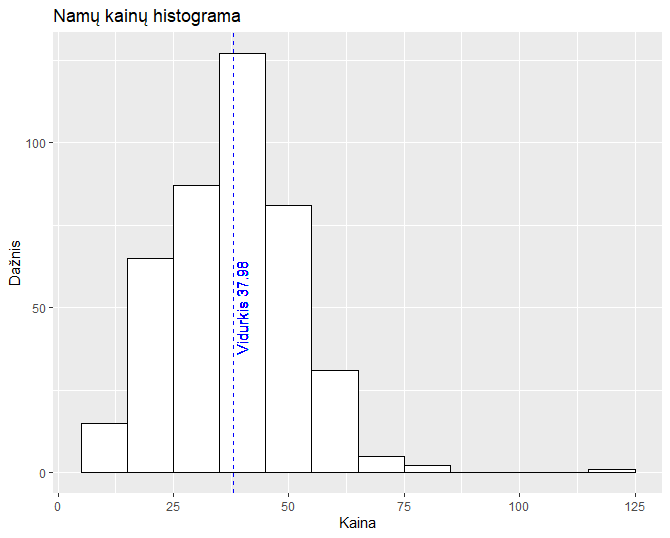 Namų kainų histograma
Dažnis
100
50
0
Vidurkis 37.98
0 25 50 75 100 125
Kaina